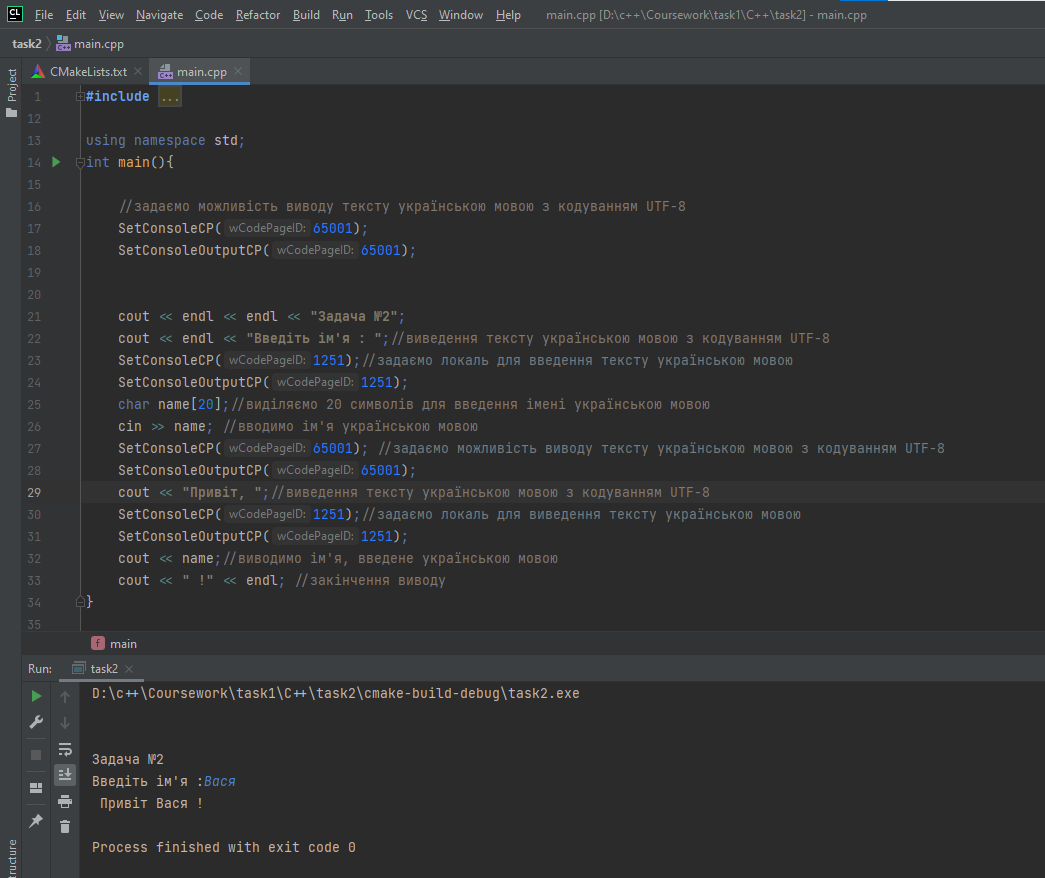 CL File Edit View Navigate Code Refactor Build Run Tools VCS Window Help main.cpp [D:\c++\Coursework\task1\C++\task2] - main.cpp
task2 main.cpp
Project
CMakeLists.txt main.cpp
1 #include ...
12
13 using namespace std;
14 int main(){
15
16 //задаємо можливість виводу тексту українською мовою з кодуванням UTF-8
17 SetConsoleCP( wCodePageID: 65001);
18 SetConsoleOutputCP( wCodePageID: 65001);
19
20
21 cout << endl << endl << "Задача №2";
22 cout << endl << "Введіть ім'я : ";//виведення тексту українською мовою з кодуванням UTF-8
23 SetConsoleCP( wCodePageID: 1251);//задаємо локаль для введення тексту українською мовою
24 SetConsoleOutputCP( wCodePageID: 1251);
25 char name[20];//виділяємо 20 символів для введення імені українською мовою
26 cin >> name; //вводимо ім'я українською мовою
27 SetConsoleCP( wCodePageID: 65001); //задаємо можливість виводу тексту українською мовою з кодуванням UTF-8
28 SetConsoleOutputCP( wCodePageID: 65001);
29 cout << "Привіт, ";//виведення тексту українською мовою з кодуванням UTF-8
30 SetConsoleCP( wCodePageID: 1251);//задаємо локаль для виведення тексту українською мовою
31 SetConsoleOutputCP( wCodePageID: 1251);
32 cout << name;//виводимо ім'я, введене українською мовою
33 cout << " !" << endl; //закінчення виводу
34 }
35
f main
Run: task2
D:\c++\Coursework\task1\C++\task2\cmake-build-debug\task2.exe
Задача №2
Введіть ім'я :Вася
Привіт Вася !
Process finished with exit code 0